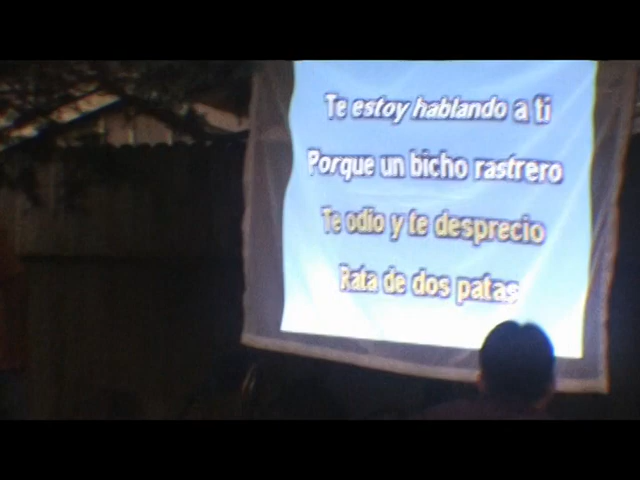 Te estoy hablando a ti
Porque un bicho rastrero
Te odio y te desprecio
Rata de dos patas